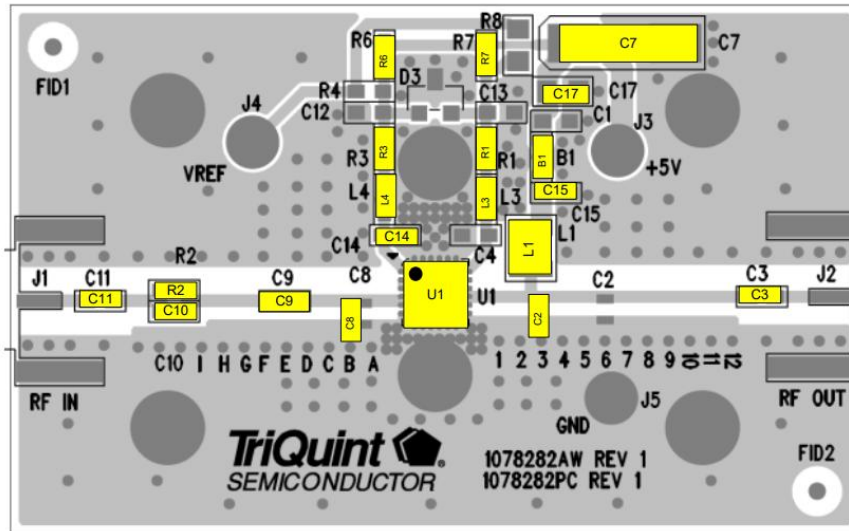 R8
R6
R6
R7
R7
C7
C7
FID1
D3
R4
C17
C17
J4
C12
C13
C1
J3
VREF
R3
R3
R1
R1
B1
B1
+5V
L4
L4
L3
L3
C15
C15
C14
C14
C4
L1
L1
R2
J1
C11
C11
R2
C10
C9
C9
C8
C8
U1
U1
C2
C2
C3
C3
J2
C10 I H G F E D C B A
1 2 3 4 5 6 7 8 9 10 11 12
RF IN
J5
GND
RF OUT
TriQuint
SEMICONDUCTOR
1078282AW REV 1
1078282PC REV 1
FID2